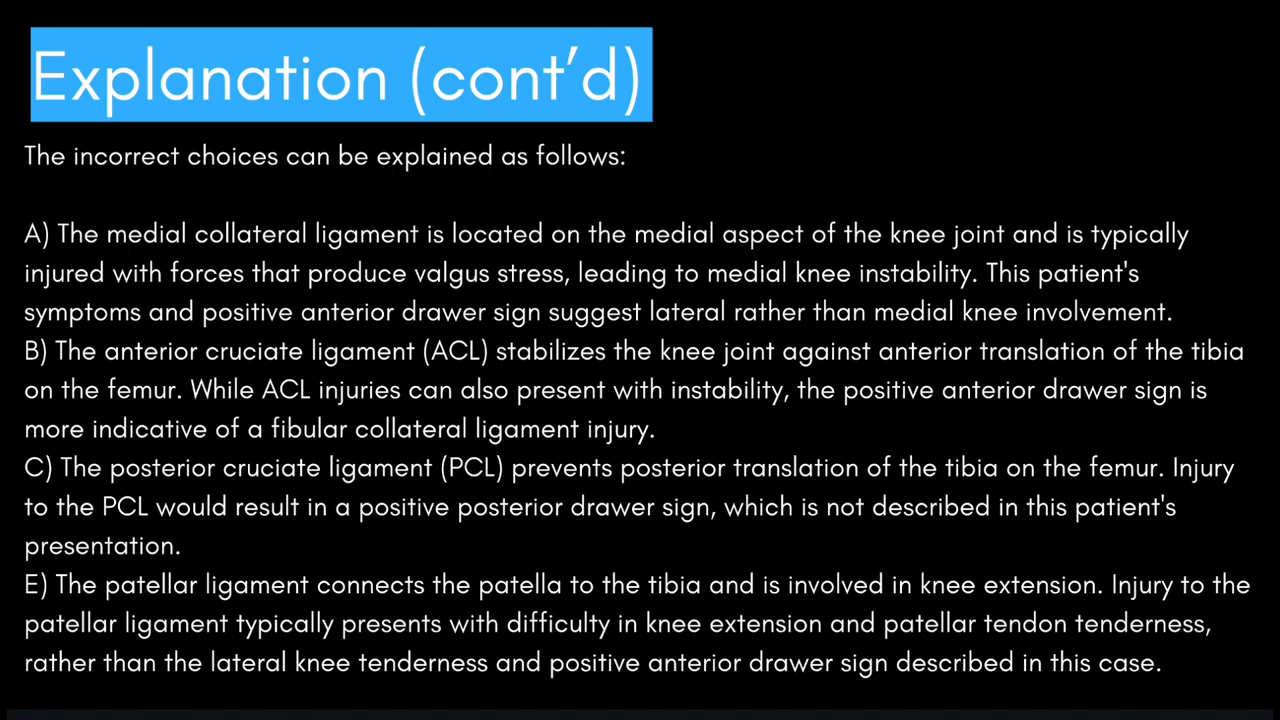 Explanation (cont’d)
The incorrect choices can be explained as follows:
A) The medial collateral ligament is located on the medial aspect of the knee joint and is typically
injured with forces that produce valgus stress, leading to medial knee instability. This patient's
symptoms and positive anterior drawer sign suggest lateral rather than medial knee involvement.
B) The anterior cruciate ligament (ACL) stabilizes the knee joint against anterior translation of the tibia
on the femur. While ACL injuries can also present with instability, the positive anterior drawer sign is
more indicative of a fibular collateral ligament injury.
C) The posterior cruciate ligament (PCL) prevents posterior translation of the tibia on the femur. Injury
to the PCL would result in a positive posterior drawer sign, which is not described in this patient's
presentation.
E) The patellar ligament connects the patella to the tibia and is involved in knee extension. Injury to the
patellar ligament typically presents with difficulty in knee extension and patellar tendon tenderness,
rather than the lateral knee tenderness and positive anterior drawer sign described in this case.